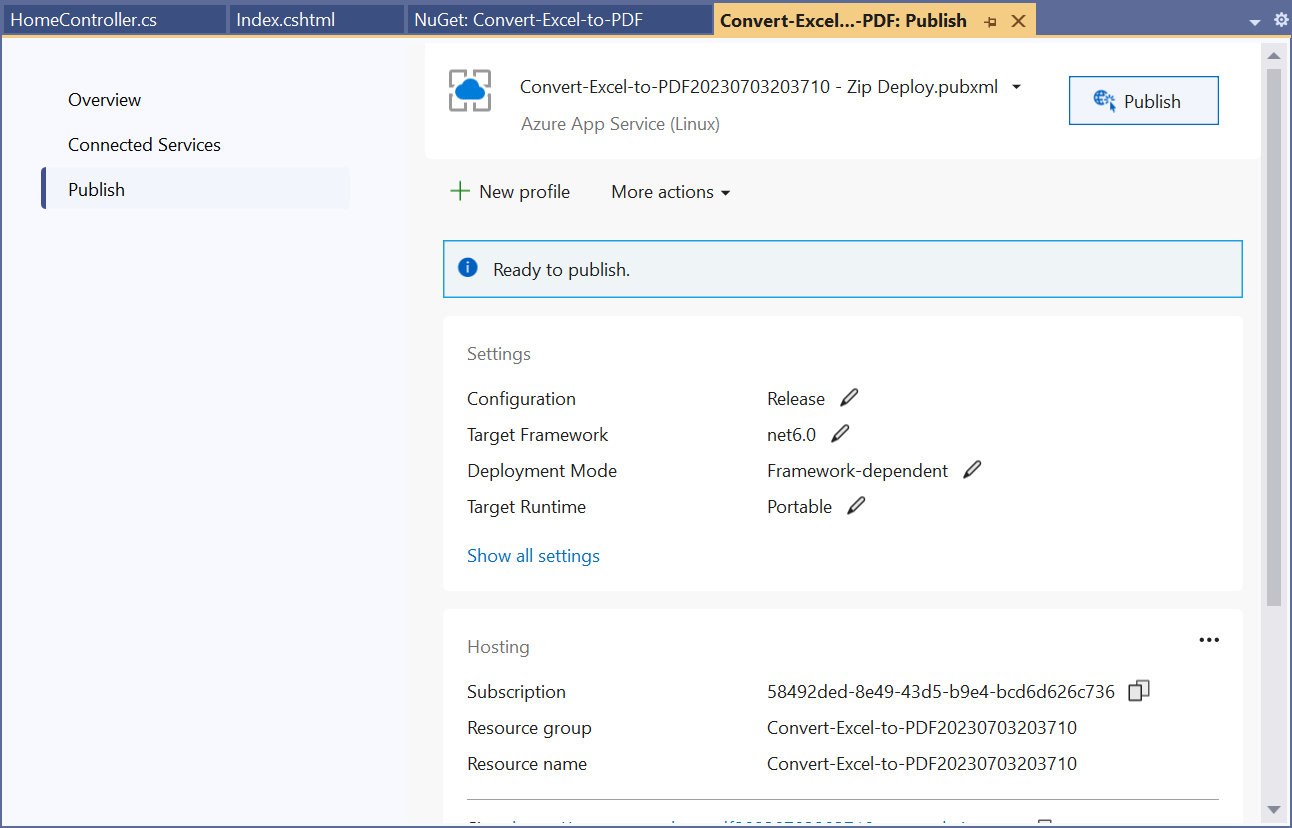 HomeController.cs
Index.cshtml
NuGet: Convert-Excel-to-PDF
Convert-Excel...-PDF: Publish
Overview
Connected Services
Publish
Convert-Excel-to-PDF20230703203710 - Zip Deploy.pubxml
Azure App Service (Linux)
Publish
New profile
More actions
Ready to publish.
Settings
Configuration Release
Target Framework net6.0
Deployment Mode Framework-dependent
Target Runtime Portable
Show all settings
Hosting
Subscription 58492ded-8e49-43d5-b9e4-bcd6d626c736
Resource group Convert-Excel-to-PDF20230703203710
Resource name Convert-Excel-to-PDF20230703203710